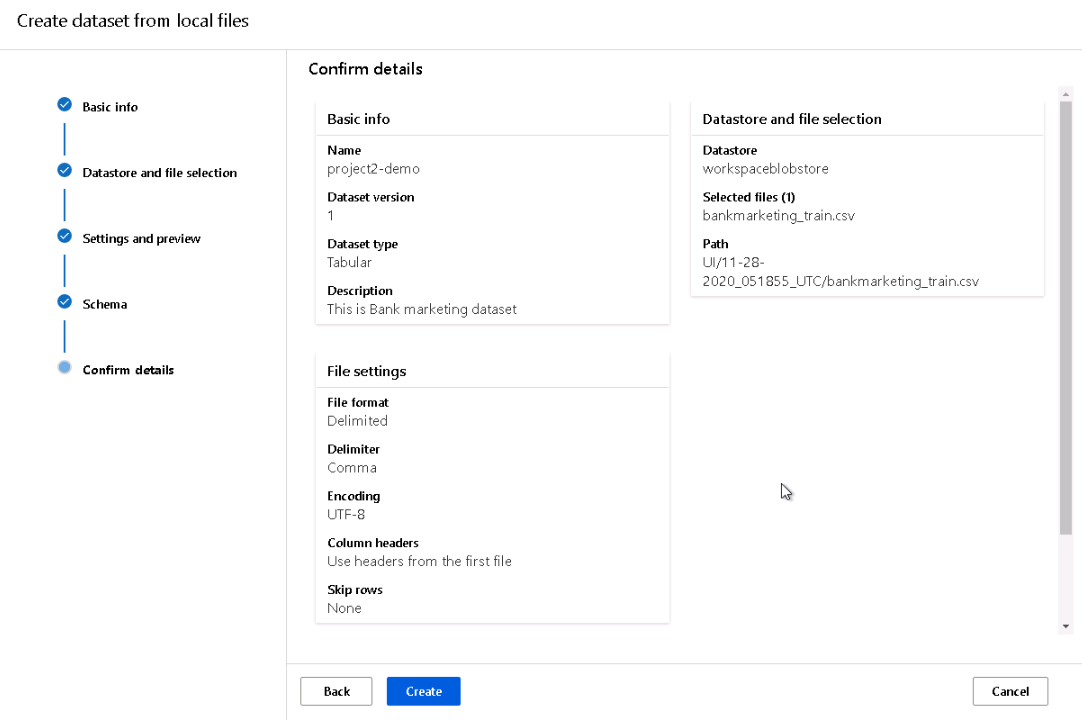 Create dataset from local files
Basic info
Datastore and file selection
Settings and preview
Schema
Confirm details
Confirm details
Basic info
Name
project2-demo
Dataset version
1
Dataset type
Tabular
Description
This is Bank marketing dataset
Datastore and file selection
Datastore
workspaceblobstore
Selected files (1)
bankmarketing_train.csv
Path
UI/11-28-
2020_051855_UTC/bankmarketing_train.csv
File settings
File format
Delimited
Delimiter
Comma
Encoding
UTF-8
Column headers
Use headers from the first file
Skip rows
None
Back
Create
Cancel